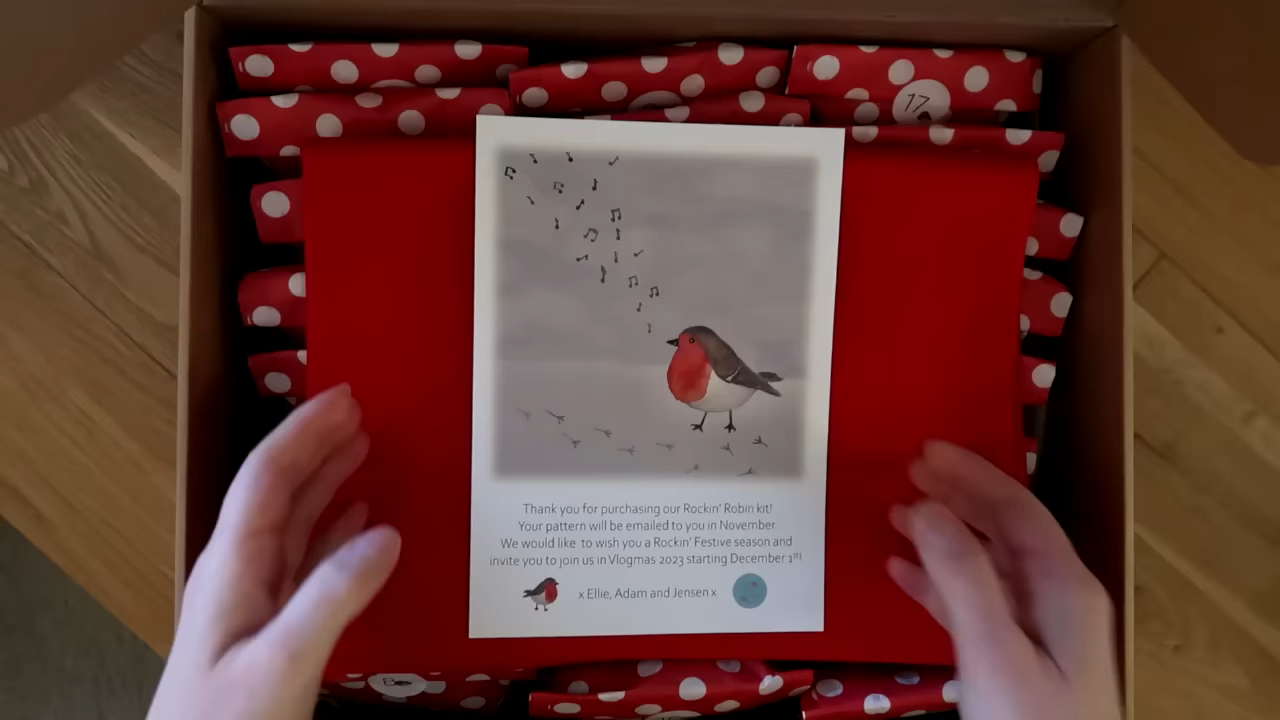 17
Thank you for purchasing our Rockin' Robin kit!
Your pattern will be emailed to you in November.
We would like to wish you a Rockin' Festive season and
invite you to join us in Vlogmas 2023 starting December 1st!
x Ellie, Adam and Jensen x